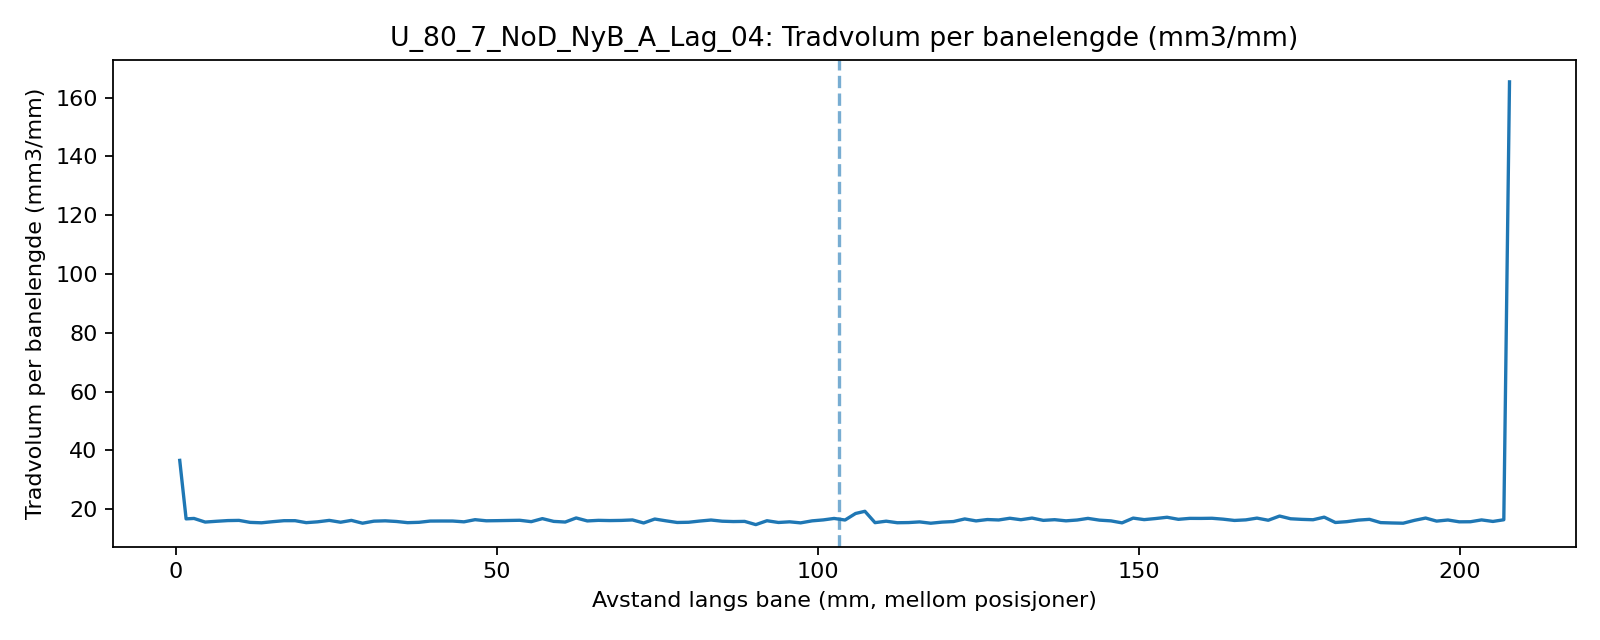 U_80_7_NoD_NyB_A_Lag_04: Tradvolum per banelengde (mm3/mm)
Tradvolum per banelengde (mm3/mm)
160
140
120
100
80
60
40
20
0 50 100 150 200
Avstand langs bane (mm, mellom posisjoner)